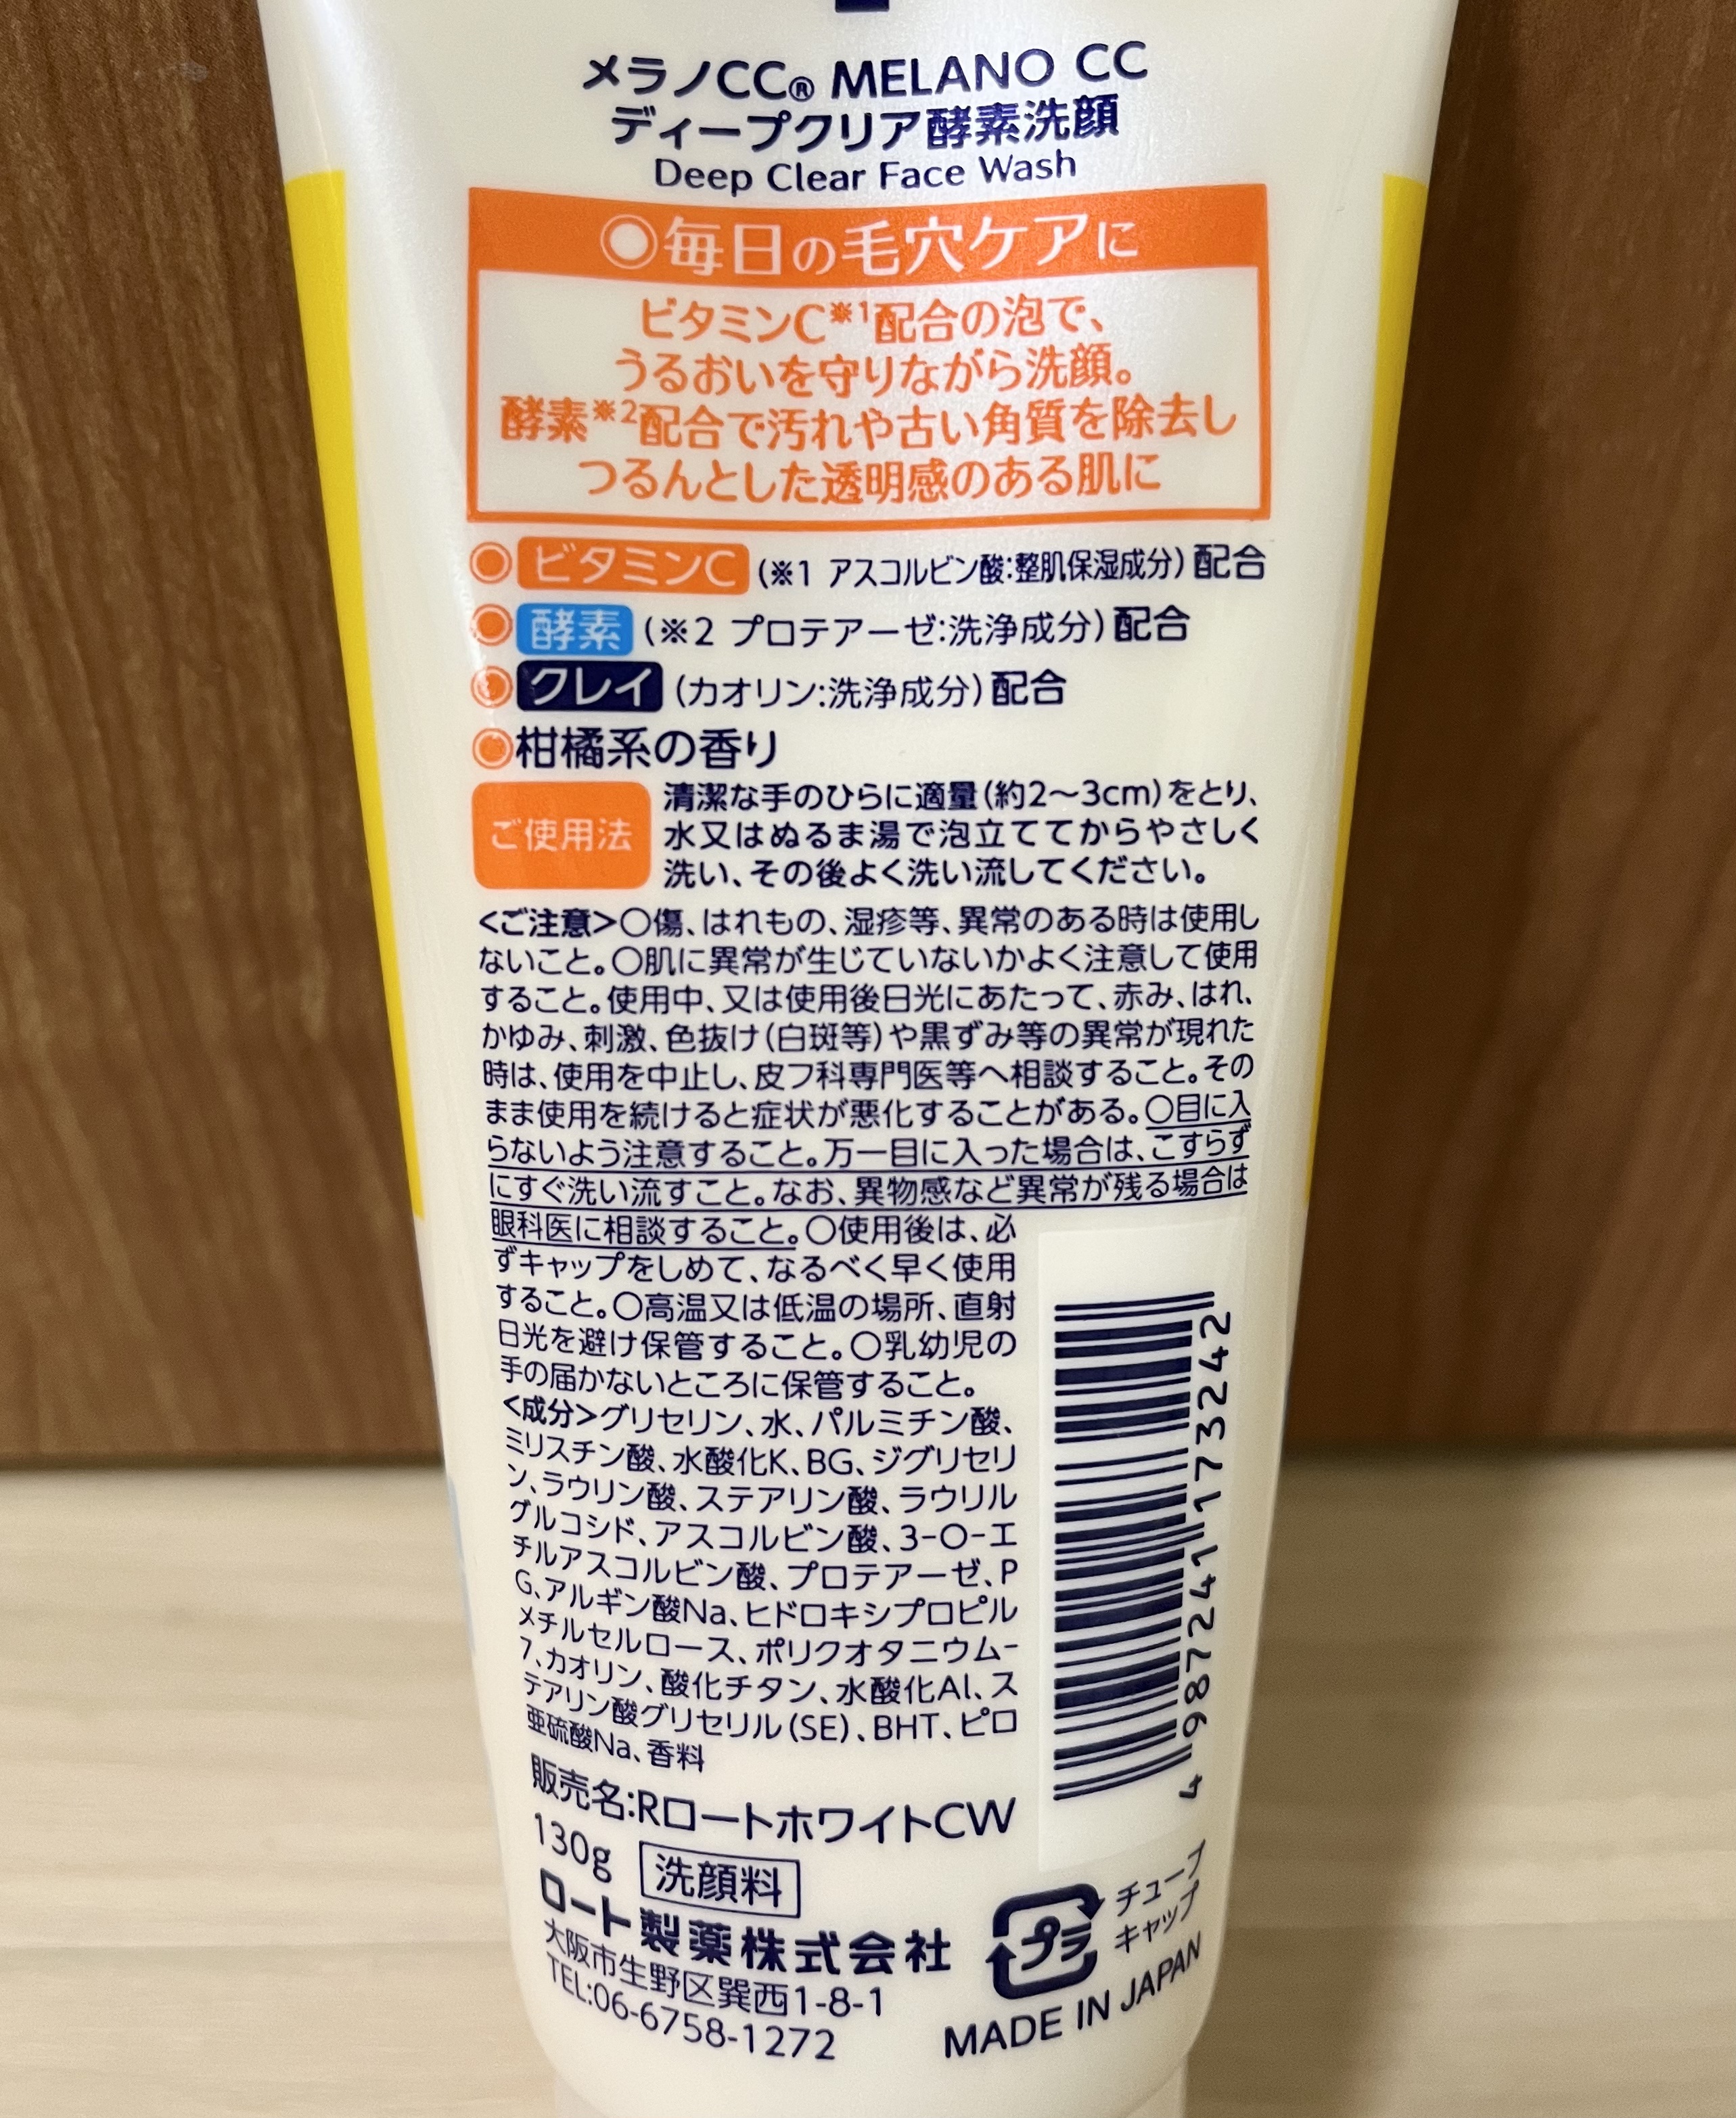 メラノCC® MELANO CC
ディープクリア酵素洗顔
Deep Clear Face Wash
◎毎日の毛穴ケアに
ビタミンC※1配合の泡で、
うるおいを守りながら洗顔。
酵素※2配合で汚れや古い角質を除去し
つるんとした透明感のある肌に
◎ビタミンC(※1 アスコルビン酸:整肌保湿成分)配合
◎酵素(※2 プロテアーゼ:洗浄成分)配合
◎クレイ(カオリン:洗浄成分)配合
◎柑橘系の香り
ご使用法
清潔な手のひらに適量(約2〜3cm)をとり、
水又はぬるま湯で泡立ててからやさしく
洗い、その後よく洗い流してください。
<ご注意>○傷、はれもの、湿疹等、異常のある時は使用し
ないこと。○肌に異常が生じていないかよく注意して使用
すること。使用中、又は使用後日光にあたって、赤み、はれ、
かゆみ、刺激、色抜け(白斑等)や黒ずみ等の異常が現れた
時は、使用を中止し、皮フ科専門医等へ相談すること。その
まま使用を続けると症状が悪化することがある。○目に入
らないよう注意すること。万一目に入った場合は、こすらず
にすぐ洗い流すこと。なお、異物感など異常が残る場合は
眼科医に相談すること。○使用後は、必
ずキャップをしめて、なるべく早く使用
すること。○高温又は低温の場所、直射
日光を避け保管すること。○乳幼児の
手の届かないところに保管すること。
<成分>グリセリン、水、パルミチン酸、
ミリスチン酸、水酸化K、BG、ジグリセリ
ン、ラウリン酸、ステアリン酸、ラウリル
グルコシド、アスコルビン酸、3-O-エ
チルアスコルビン酸、プロテアーゼ、P
G、アルギン酸Na、ヒドロキシプロピル
メチルセルロース、ポリクオタニウム-
7、カオリン、酸化チタン、水酸化Al、ス
テアリン酸グリセリル(SE)、BHT、ピロ
亜硫酸Na、香料
販売名:RロートホワイトCW
130g 洗顔料
ロート製薬株式会社
大阪市生野区巽西1-8-1
TEL:06-6758-1272
4 987241 173242
プラ
チューブ
キャップ
MADE IN JAPAN